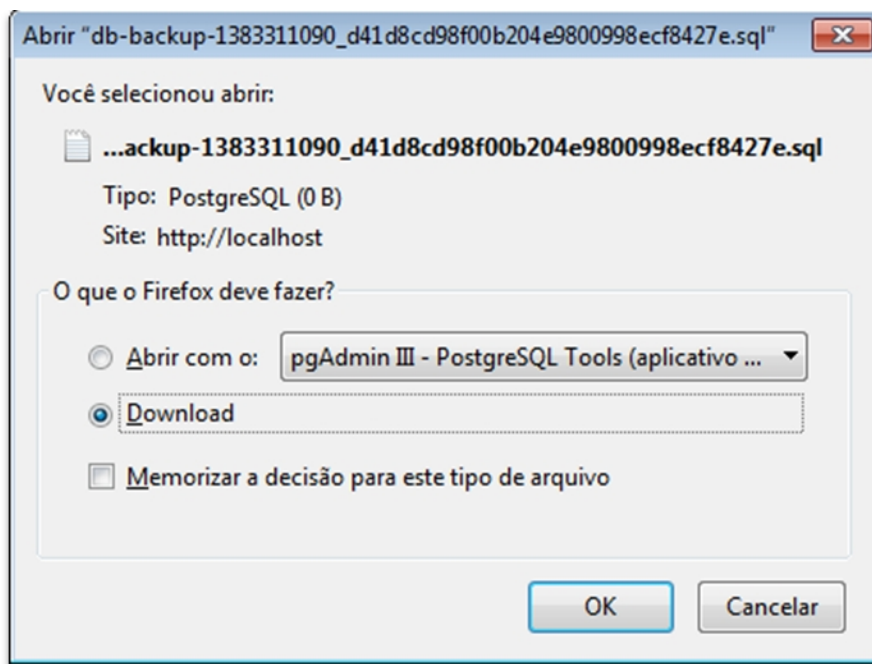 Abrir "db-backup-1383311090_d41d8cd98f00b204e9800998ecf8427e.sql"
Você selecionou abrir:
...ackup-1383311090_d41d8cd98f00b204e9800998ecf8427e.sql
Tipo: PostgreSQL (0 B)
Site: http://localhost
O que o Firefox deve fazer?
Abrir com o: pgAdmin III - PostgreSQL Tools (aplicativo ...
Download
Memorizar a decisão para este tipo de arquivo
OK Cancelar